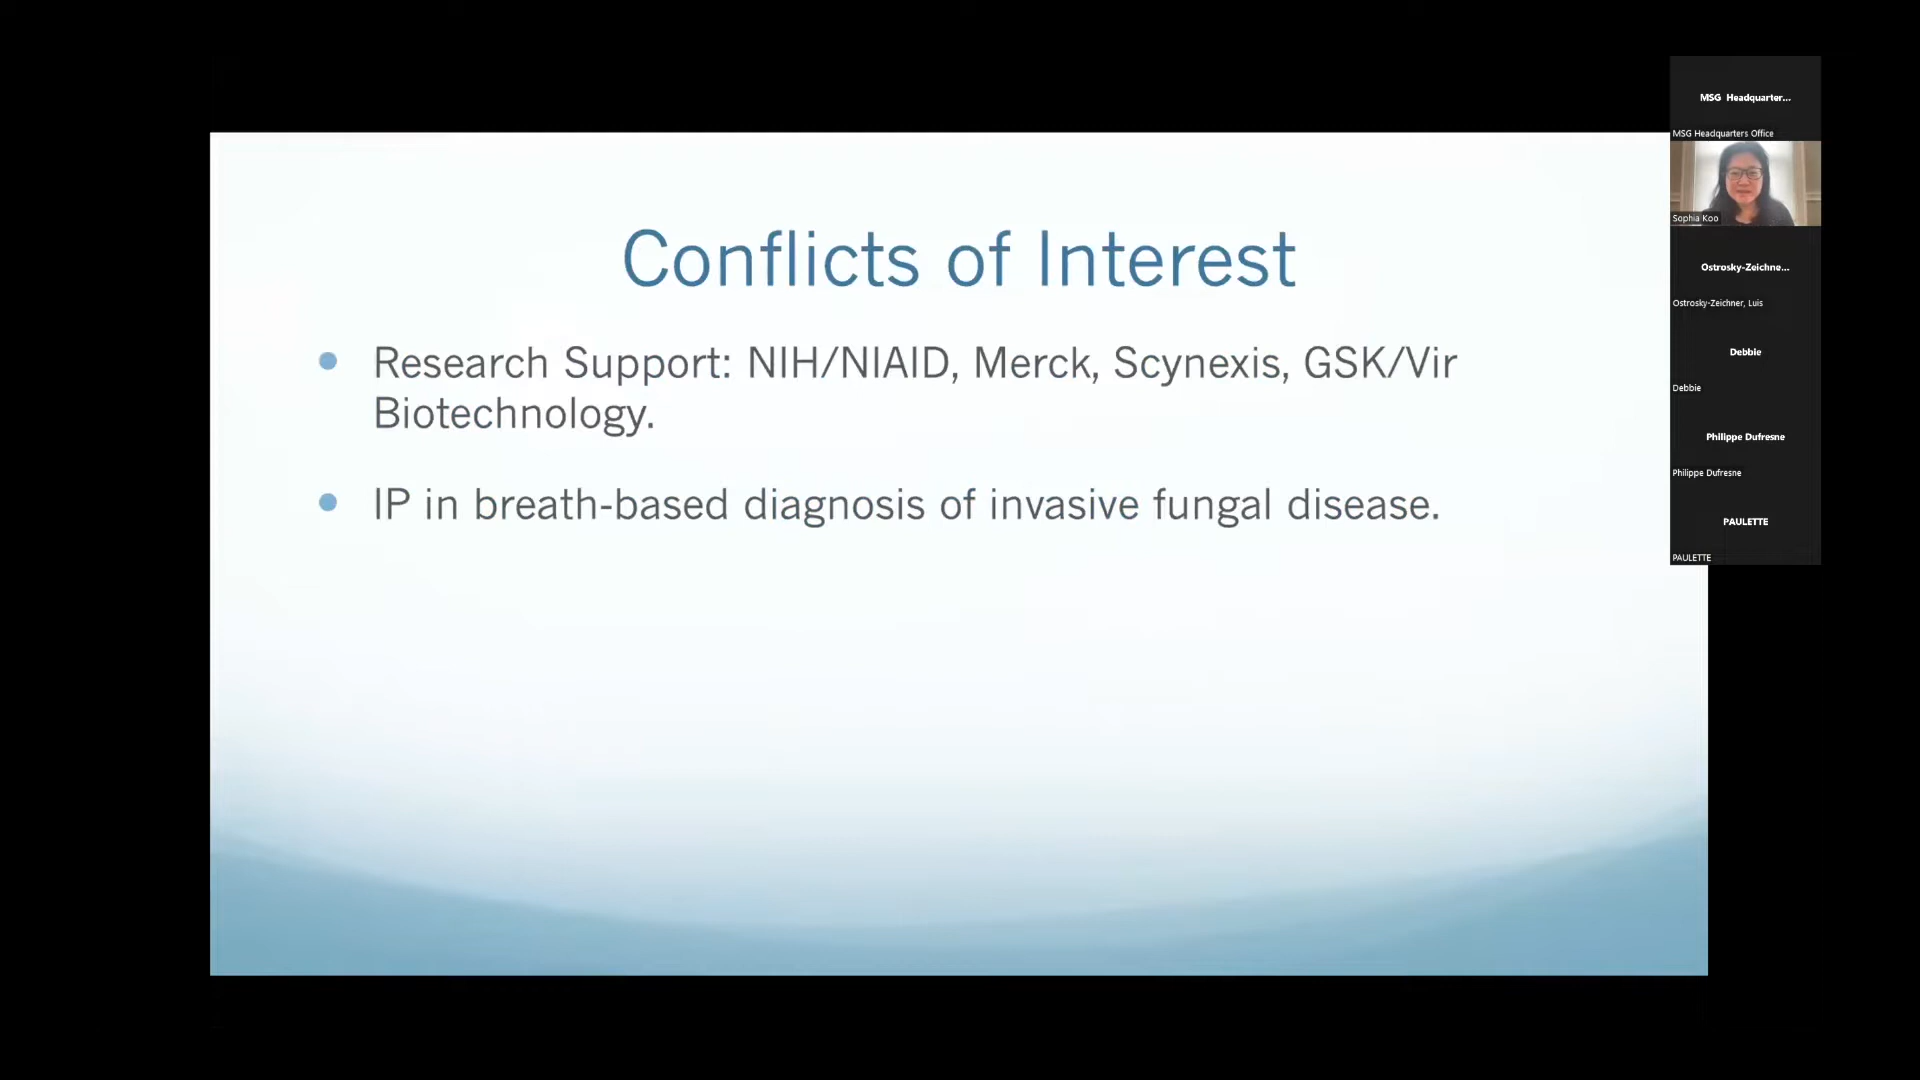 Conflicts of Interest
Research Support: NIH/NIAID, Merck, Scynexis, GSK/Vir
Biotechnology.
IP in breath-based diagnosis of invasive fungal disease.
MSG Headquarter...
MSG Headquarters Office
Sophia Koo
Ostrosky-Zeichne...
Ostrosky-Zeichner, Luis
Debbie
Debbie
Philippe Dufresne
Philippe Dufresne
PAULETTE
PAULETTE